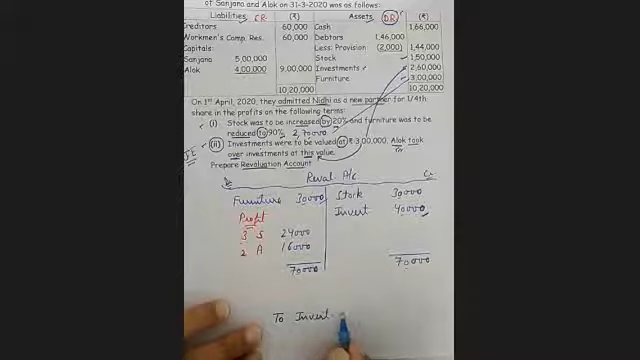 of Sanjana and Alok on 31-3-2020 was as follows:
Liabilities CR (₹) Assets DR (₹)
Creditors 60,000 Cash 1,66,000
Workmen's Comp. Res. 60,000 Debtors 1,46,000
Capitals: Less: Provision (2,000) 1,44,000
Sanjana 5,00,000 Stock 1,50,000
Alok 4,00,000 9,00,000 Investments 2,60,000
Furniture 3,00,000
10,20,000 10,20,000
On 1st April, 2020, they admitted Nidhi as a new partner for 1/4th
share in the profits on the following terms:
(i) Stock was to be increased by 20% and furniture was to be
reduced to 90%. 2,70000
(ii) Investments were to be valued at ₹ 3,00,000. Alok took
over investments at this value.
Prepare Revaluation Account
Reval A/c
Cr
Furniture 30000 Stock 30000
Profit Invert 40000
3 S 24000
2 A 16000
70000 70000
To Invert